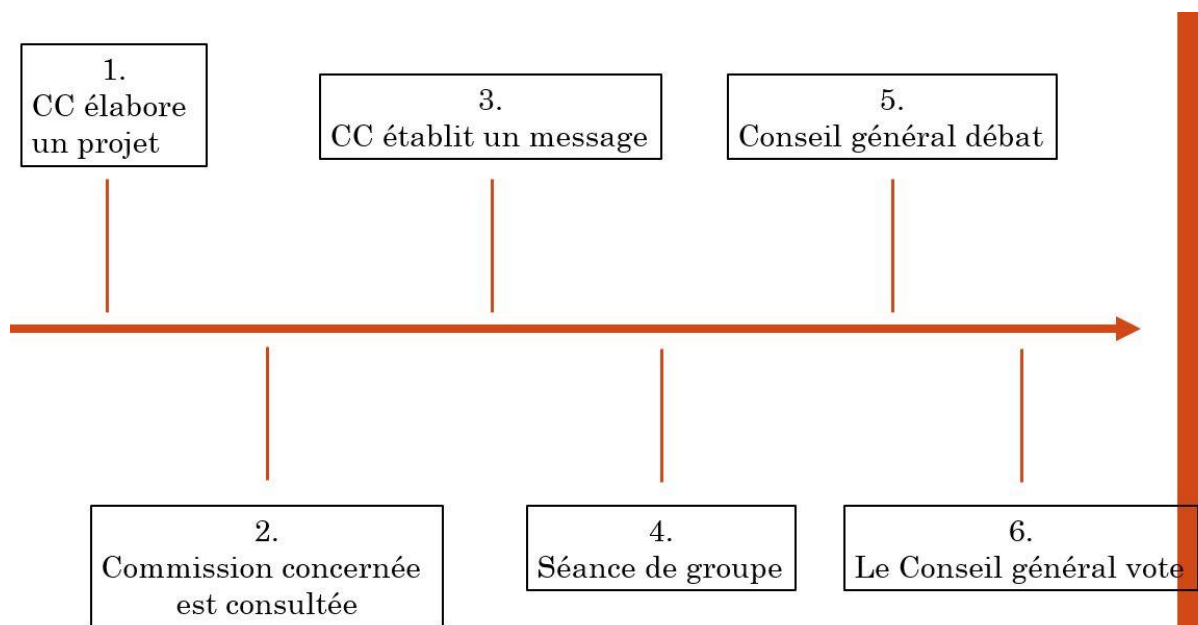 1.
CC élabore
un projet
2.
Commission concernée
est consultée
3.
CC établit un message
4.
Séance de groupe
5.
Conseil général débat
6.
Le Conseil général vote